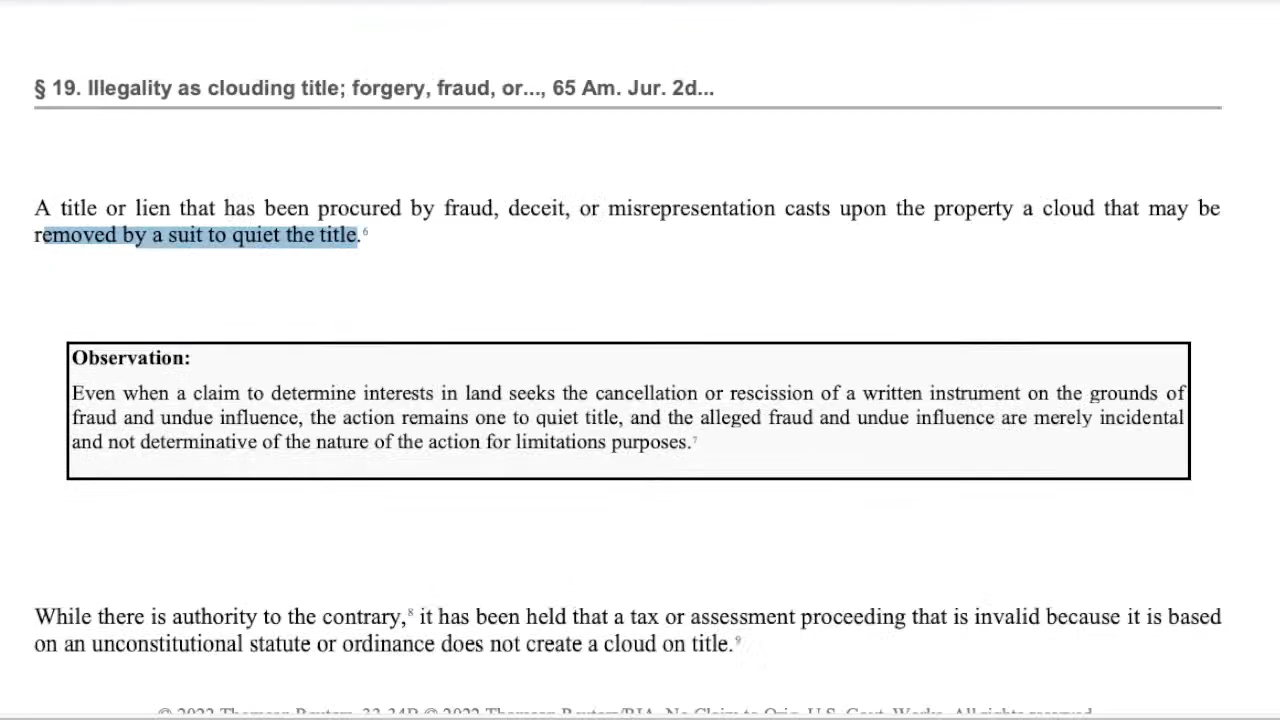 § 19. Illegality as clouding title; forgery, fraud, or..., 65 Am. Jur. 2d...
A title or lien that has been procured by fraud, deceit, or misrepresentation casts upon the property a cloud that may be
removed by a suit to quiet the title.⁶
Observation:
Even when a claim to determine interests in land seeks the cancellation or rescission of a written instrument on the grounds of
fraud and undue influence, the action remains one to quiet title, and the alleged fraud and undue influence are merely incidental
and not determinative of the nature of the action for limitations purposes.⁷
While there is authority to the contrary,⁸ it has been held that a tax or assessment proceeding that is invalid because it is based
on an unconstitutional statute or ordinance does not create a cloud on title.⁹